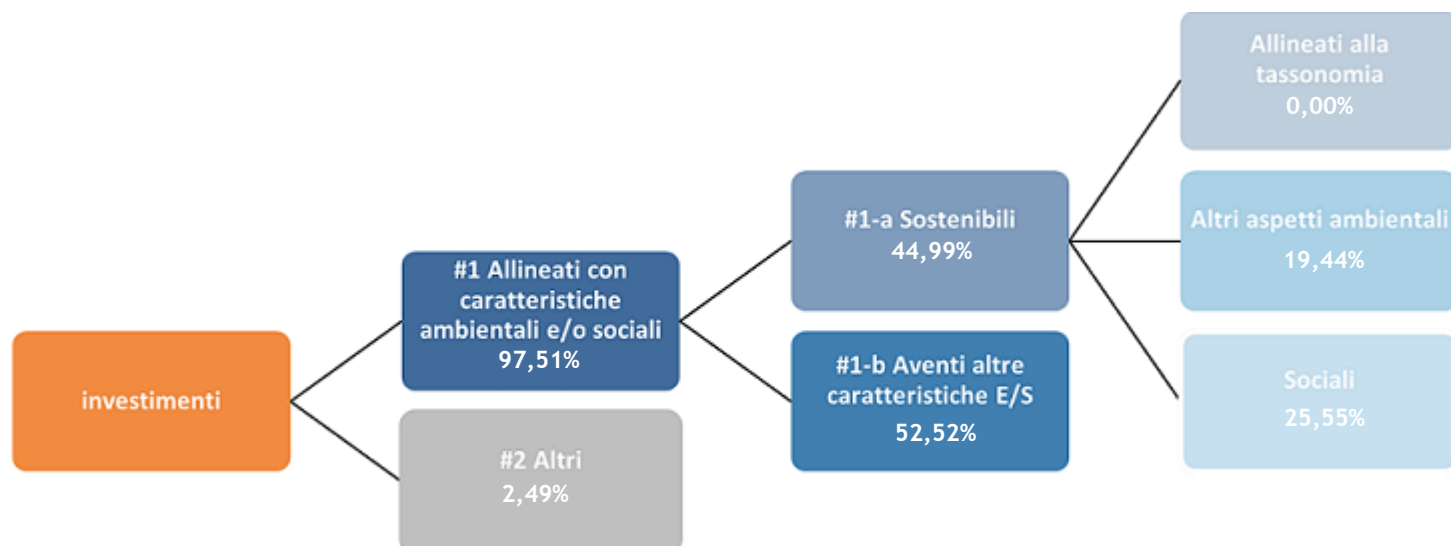 investimenti
#1 Allineati con
caratteristiche
ambientali e/o sociali
97,51%
#2 Altri
2,49%
#1-a Sostenibili
44,99%
#1-b Aventi altre
caratteristiche E/S
52,52%
Allineati alla
tassonomia
0,00%
Altri aspetti ambientali
19,44%
Sociali
25,55%